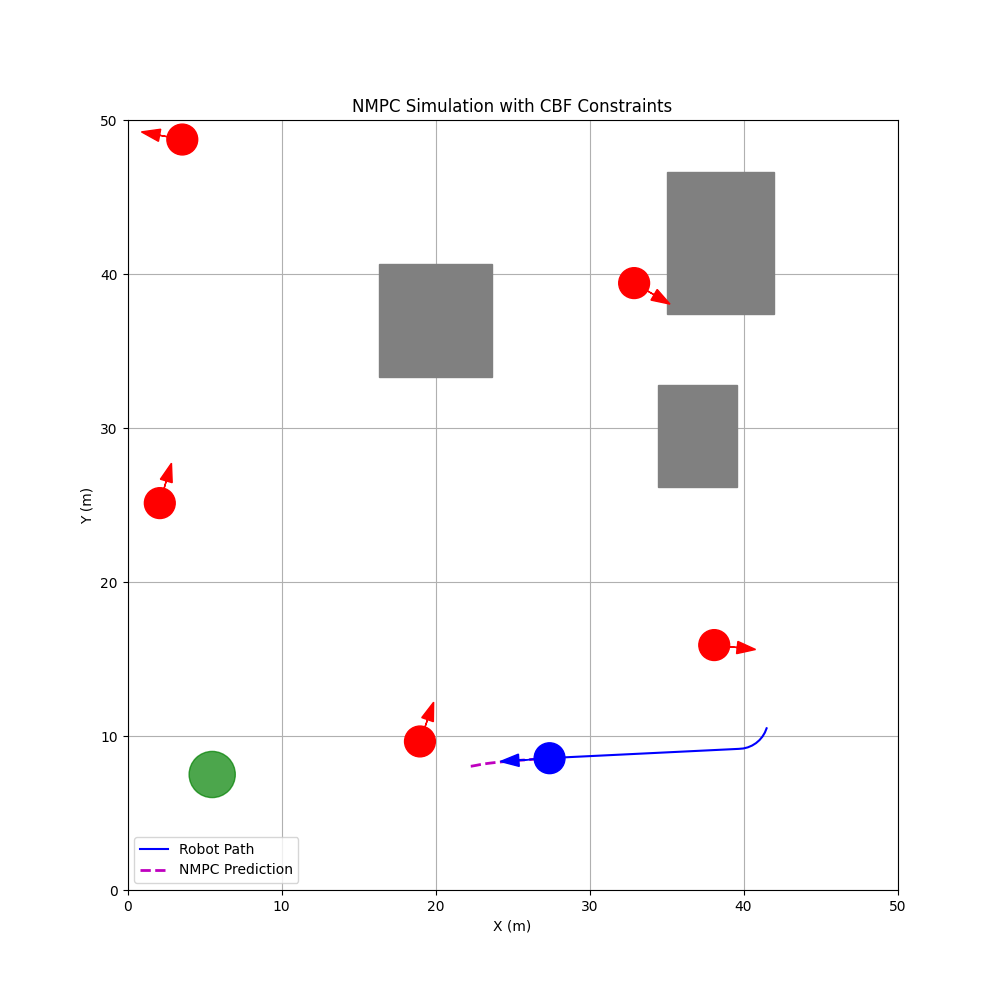 NMPC Simulation with CBF Constraints
50
40
30
20
10
0
Y (m)
Robot Path
NMPC Prediction
0 10 20 30 40 50
X (m)